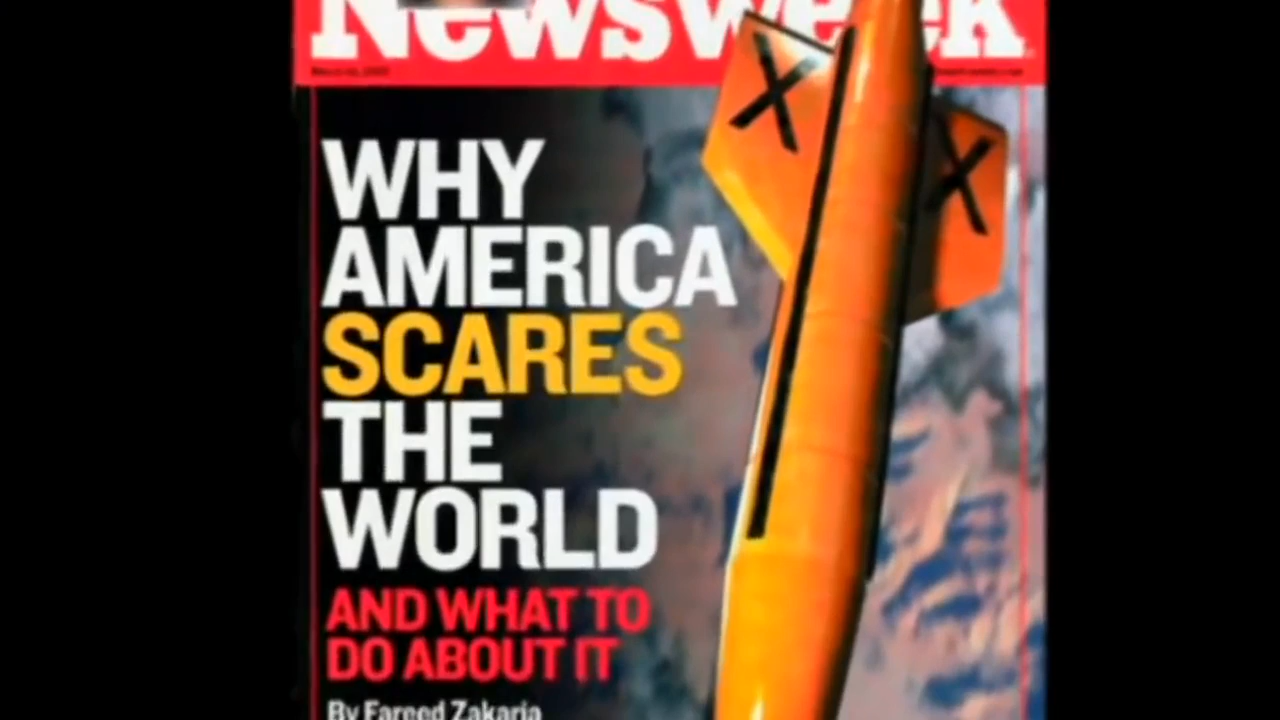 Newsweek
WHY
AMERICA
SCARES
THE
WORLD
AND WHAT TO
DO ABOUT IT
By Fareed Zakaria